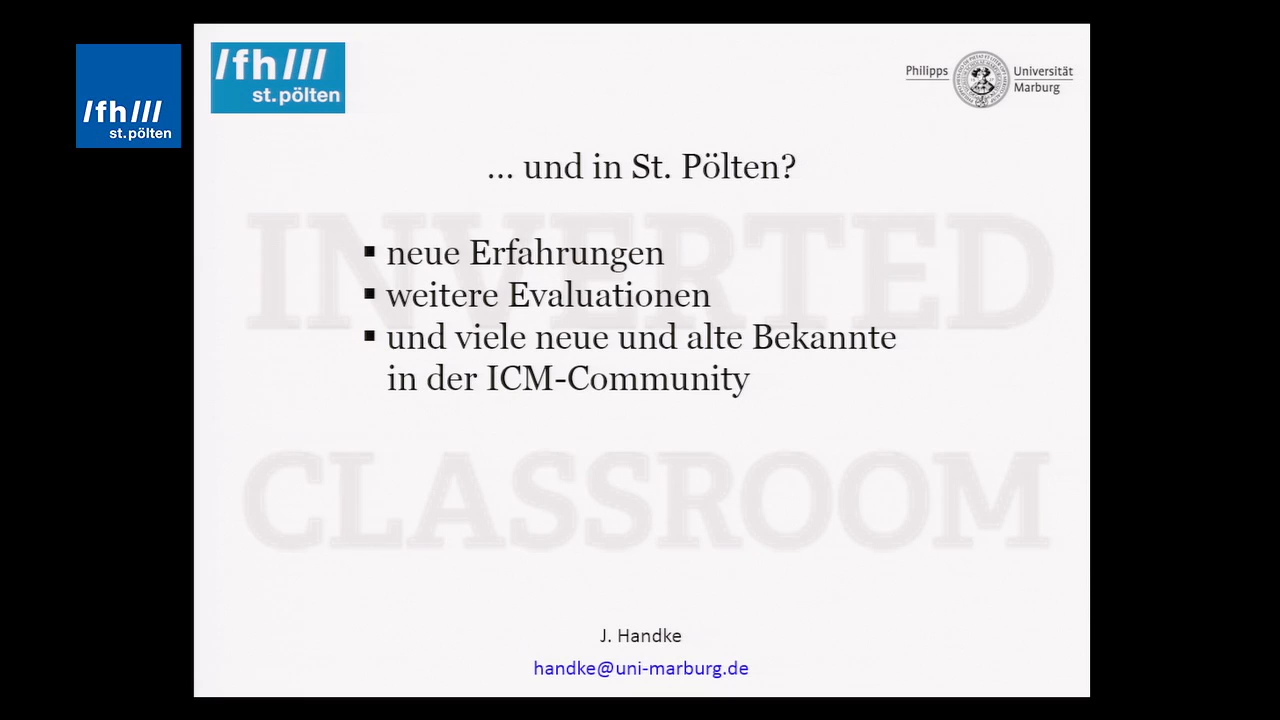 /fh///
st.pölten
/fh///
st.pölten
Philipps Universität
Marburg
... und in St. Pölten?
INVERTED
▪ neue Erfahrungen
▪ weitere Evaluationen
▪ und viele neue und alte Bekannte
in der ICM-Community
CLASSROOM
J. Handke
handke@uni-marburg.de